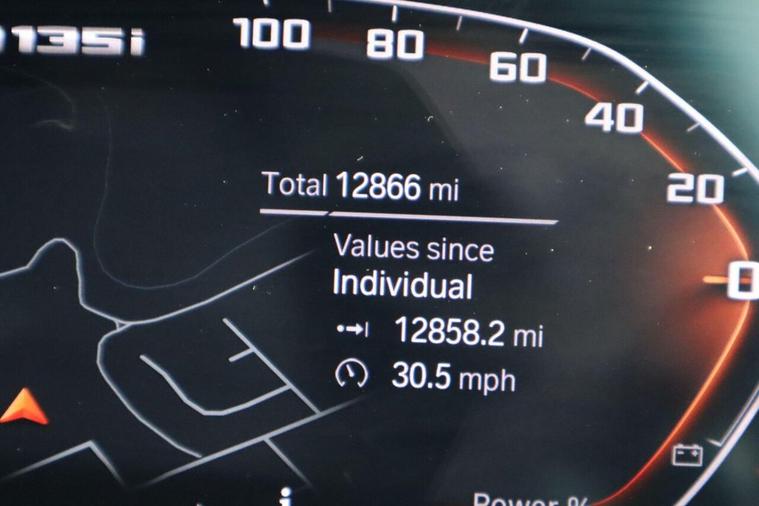 135i
100 80 60 40 20 0
Total 12866 mi
Values since
Individual
12858.2 mi
30.5 mph
Power %